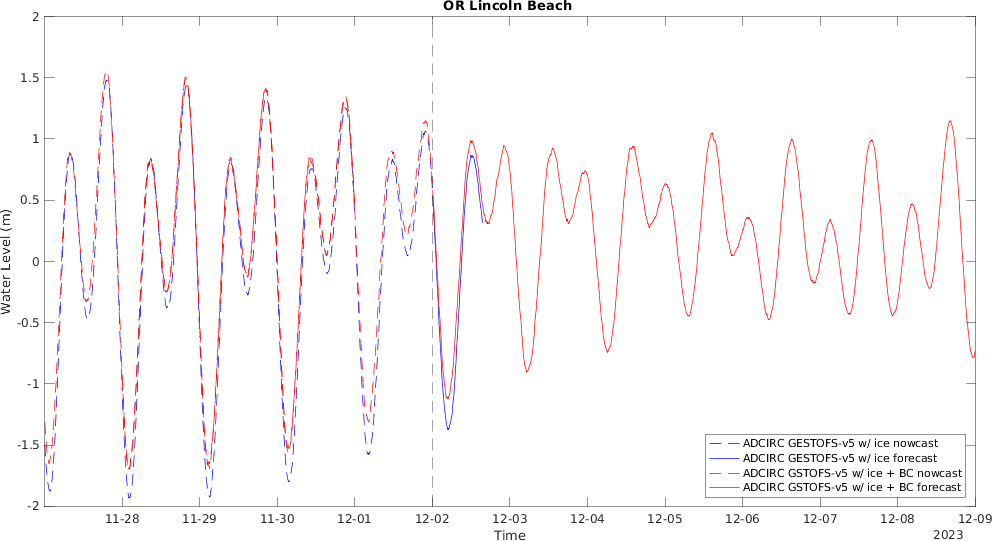 OR Lincoln Beach
Water Level (m)
2
1.5
1
0.5
0
-0.5
-1
-1.5
-2
ADCIRC GESTOFS-v5 w/ ice nowcast
ADCIRC GESTOFS-v5 w/ ice forecast
ADCIRC GSTOFS-v5 w/ ice + BC nowcast
ADCIRC GSTOFS-v5 w/ ice + BC forecast
11-28 11-29 11-30 12-01 12-02 12-03 12-04 12-05 12-06 12-07 12-08 12-09
Time
2023